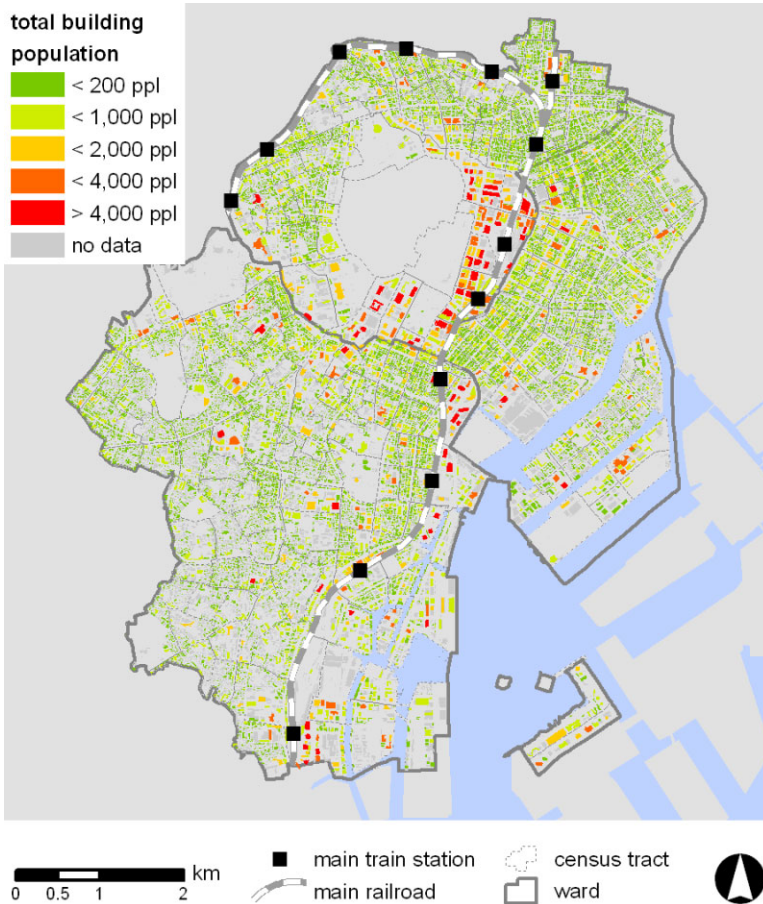 total building
population
< 200 ppl
< 1,000 ppl
< 2,000 ppl
< 4,000 ppl
> 4,000 ppl
no data
km
0 0.5 1 2
main train station
main railroad
census tract
ward